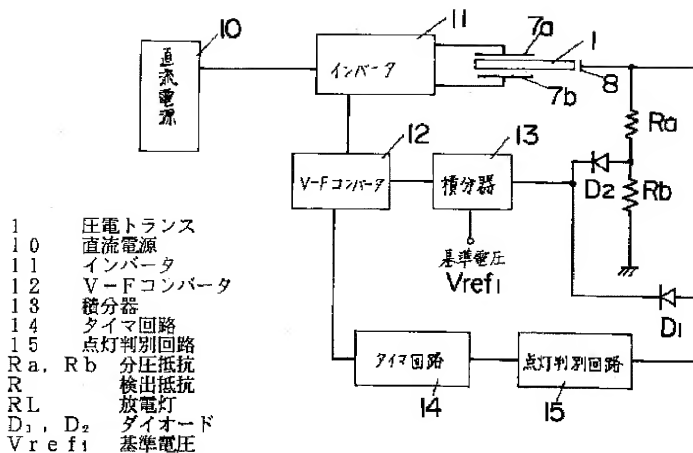 11
10
7a
1
直流電源
インバータ
7b
8
Ra
12
13
V-Fコンバータ
積分器
D2
Rb
基準電圧
Vref1
D1
タイマ回路
点灯判別回路
14
15
1 圧電トランス
10 直流電源
11 インバータ
12 V-Fコンバータ
13 積分器
14 タイマ回路
15 点灯判別回路
Ra, Rb 分圧抵抗
R 検出抵抗
RL 放電灯
D₁, D₂ ダイオード
Vref₁ 基準電圧